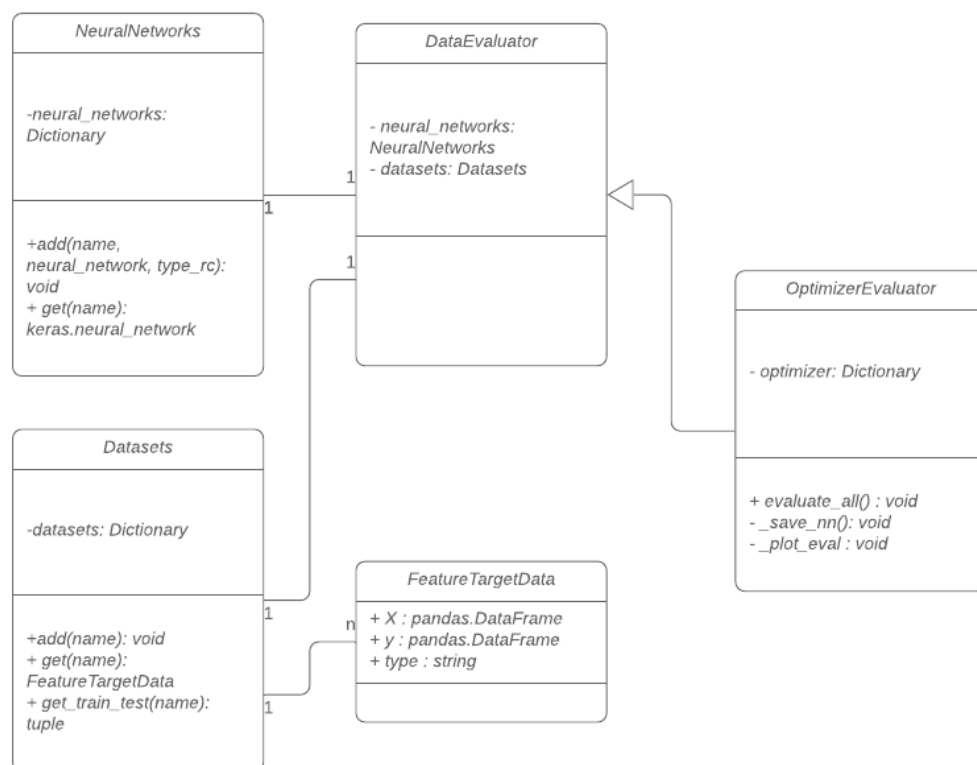 NeuralNetworks
-neural_networks:
Dictionary
+add(name,
neural_network, type_rc):
void
+ get(name):
keras.neural_network
1
1
DataEvaluator
- neural_networks:
NeuralNetworks
- datasets: Datasets
1
OptimizerEvaluator
- optimizer: Dictionary
+ evaluate_all() : void
- _save_nn(): void
- _plot_eval : void
Datasets
-datasets: Dictionary
+add(name): void
+ get(name):
FeatureTargetData
+ get_train_test(name):
tuple
1
1
n
FeatureTargetData
+ X : pandas.DataFrame
+ y : pandas.DataFrame
+ type : string